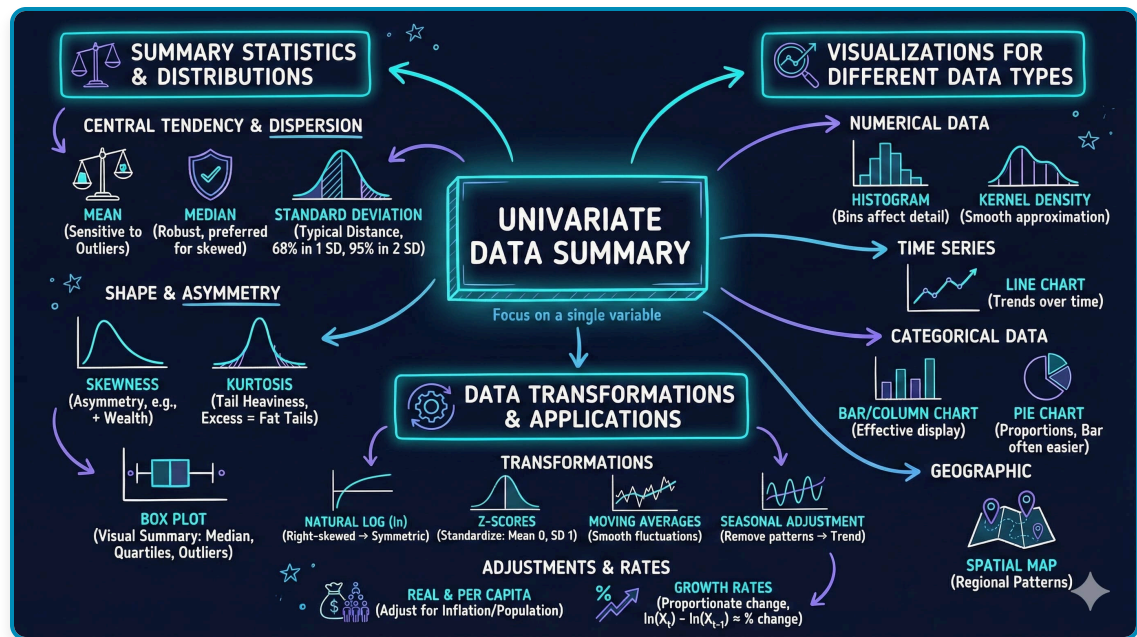 SUMMARY STATISTICS
& DISTRIBUTIONS
CENTRAL TENDENCY & DISPERSION
MEAN
(Sensitive to
Outliers)
MEDIAN
(Robust, preferred
for skewed)
STANDARD DEVIATION
(Typical Distance,
68% in 1 SD, 95% in 2 SD)
SHAPE & ASYMMETRY
SKEWNESS
(Asymmetry, e.g.,
+ Wealth)
KURTOSIS
(Tail Heaviness,
Excess = Fat Tails)
BOX PLOT
(Visual Summary: Median,
Quartiles, Outliers)
UNIVARIATE
DATA SUMMARY
Focus on a single variable
DATA TRANSFORMATIONS
& APPLICATIONS
TRANSFORMATIONS
NATURAL LOG (ln)
(Right-skewed → Symmetric)
Z-SCORES
(Standardize: Mean 0, SD 1)
MOVING AVERAGES
(Smooth fluctuations)
SEASONAL ADJUSTMENT
(Remove patterns → Trend)
ADJUSTMENTS & RATES
$
REAL & PER CAPITA
(Adjust for Inflation/Population)
%
GROWTH RATES
(Proportionate change,
ln(Xₜ) – ln(Xₜ₋₁) ≈ % change)
VISUALIZATIONS FOR
DIFFERENT DATA TYPES
NUMERICAL DATA
HISTOGRAM
(Bins affect detail)
KERNEL DENSITY
(Smooth approximation)
TIME SERIES
LINE CHART
(Trends over time)
CATEGORICAL DATA
BAR/COLUMN CHART
(Effective display)
PIE CHART
(Proportions, Bar
often easier)
GEOGRAPHIC
SPATIAL MAP
(Regional Patterns)